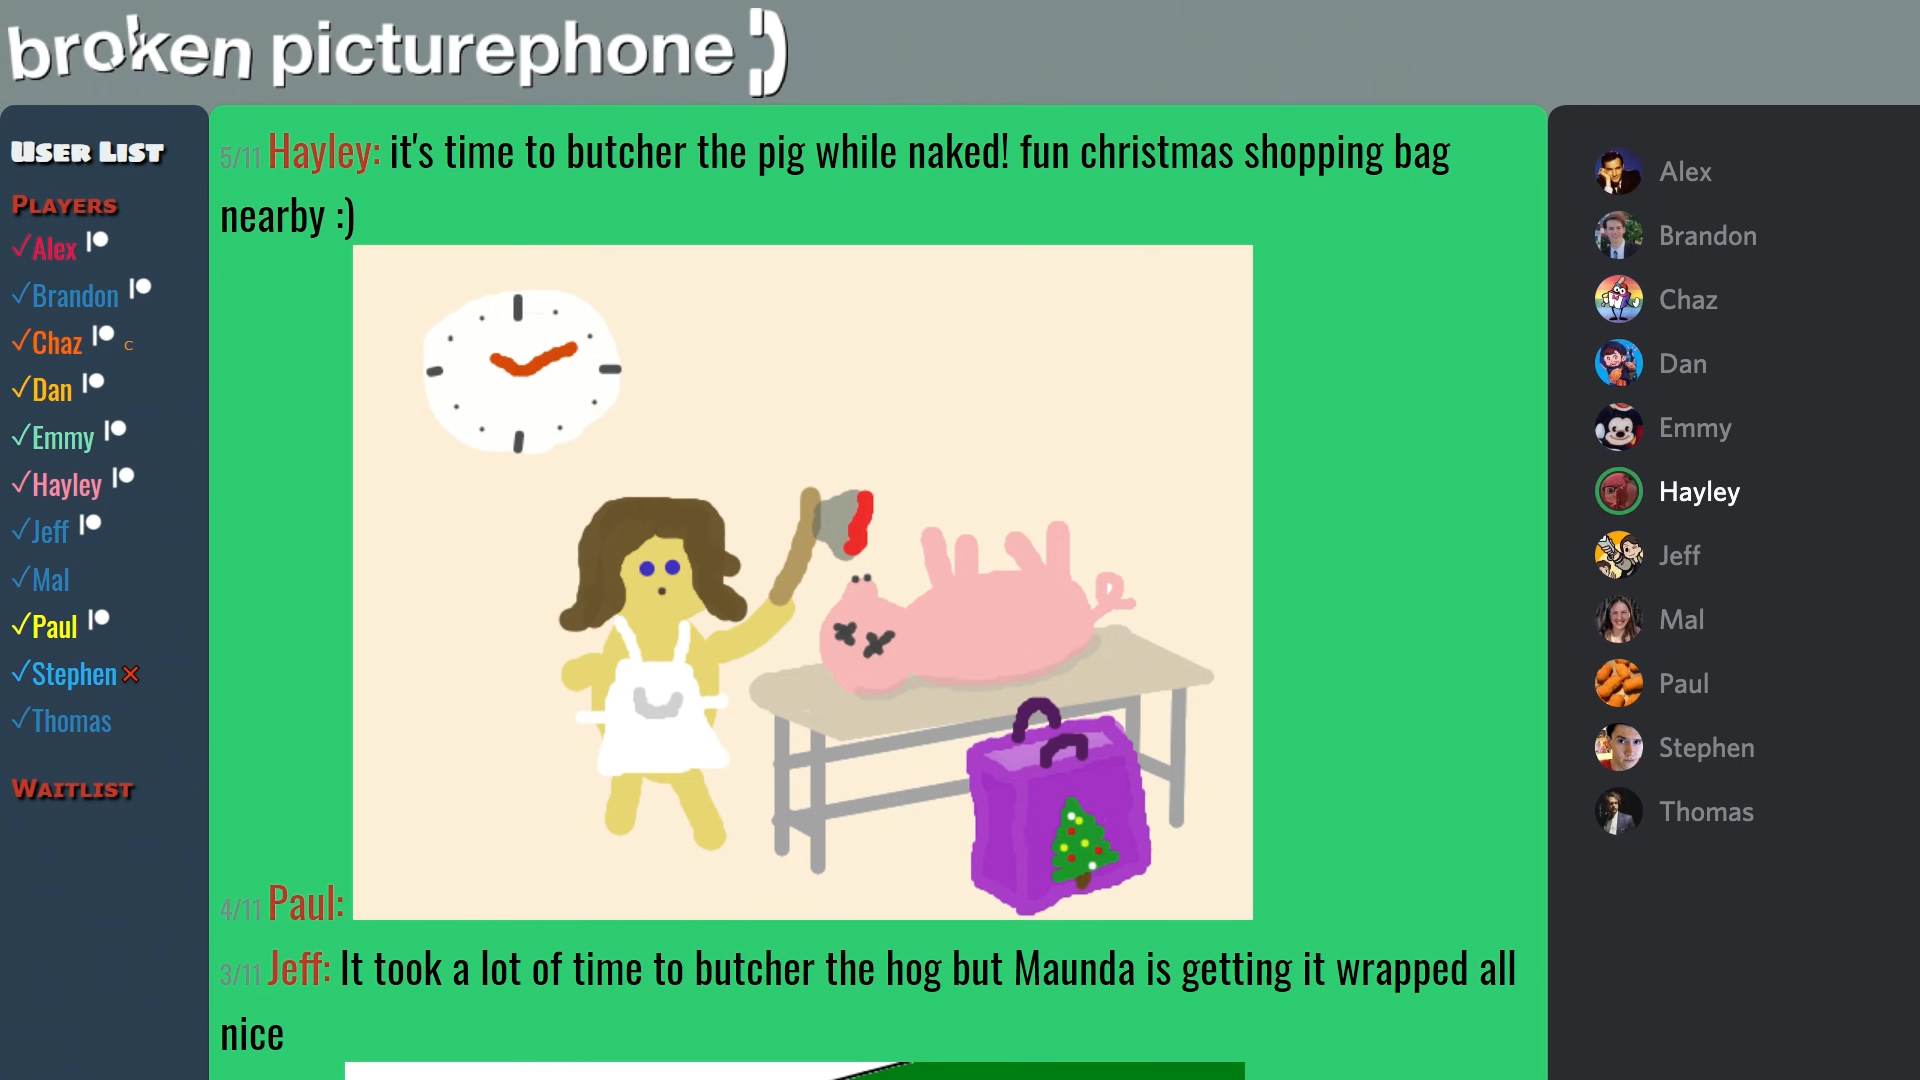 broken picturephone
User List
Players
✓Alex
✓Brandon
✓Chaz C
✓Dan
✓Emmy
✓Hayley
✓Jeff
✓Mal
✓Paul
✓Stephen
✓Thomas
Waitlist
5/11 Hayley: it's time to butcher the pig while naked! fun christmas shopping bag
nearby :)
4/11 Paul:
3/11 Jeff: It took a lot of time to butcher the hog but Maunda is getting it wrapped all
nice
Alex
Brandon
Chaz
Dan
Emmy
Hayley
Jeff
Mal
Paul
Stephen
Thomas